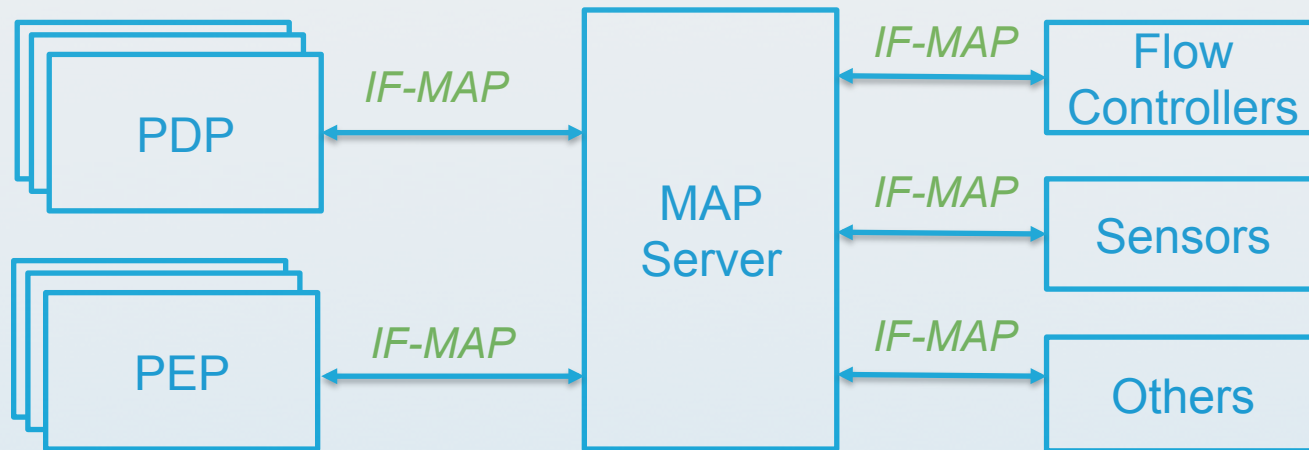 IF-MAP
PDP
IF-MAP
PEP
MAP
Server
IF-MAP
Flow
Controllers
IF-MAP
Sensors
IF-MAP
Others